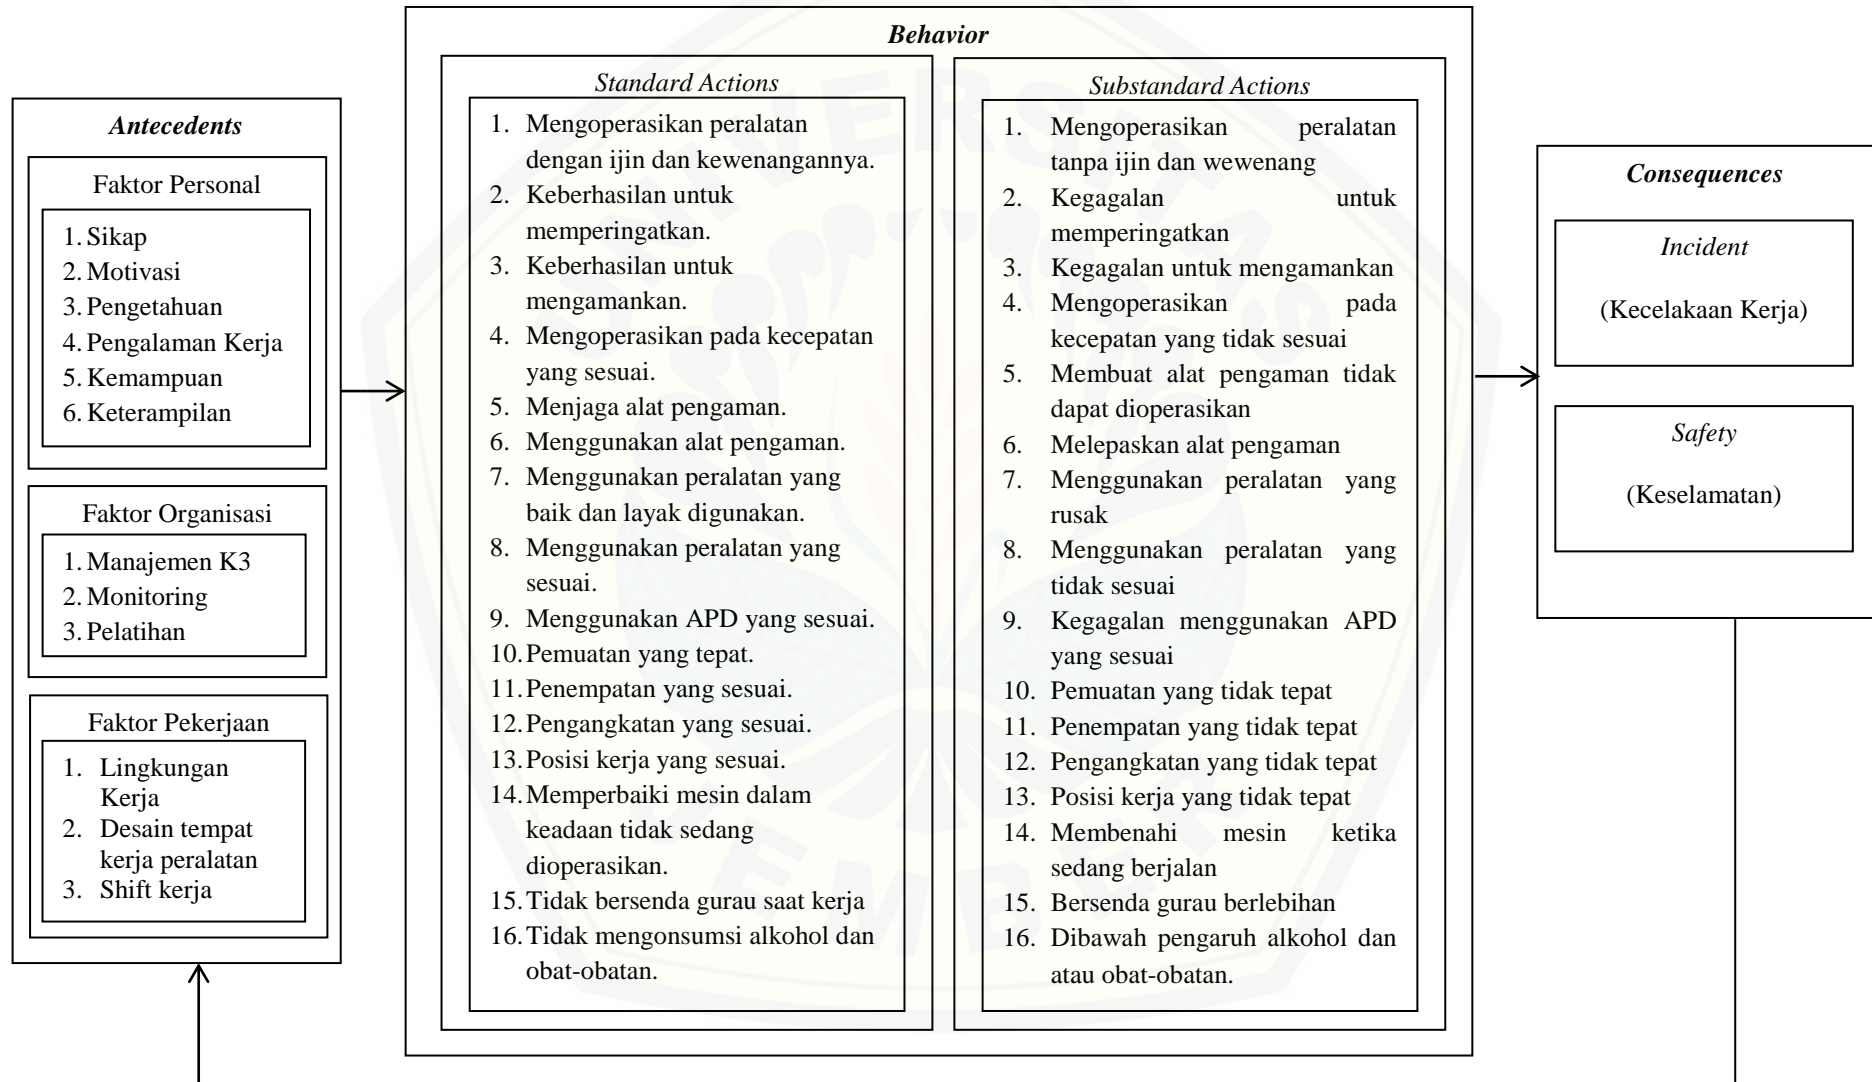 Behavior
Antecedents
Faktor Personal
1. Sikap
2. Motivasi
3. Pengetahuan
4. Pengalaman Kerja
5. Kemampuan
6. Keterampilan
Faktor Organisasi
1. Manajemen K3
2. Monitoring
3. Pelatihan
Faktor Pekerjaan
1. Lingkungan
Kerja
2. Desain tempat
kerja peralatan
3. Shift kerja
Standard Actions
1. Mengoperasikan peralatan
dengan ijin dan kewenangannya.
2. Keberhasilan untuk
memperingatkan.
3. Keberhasilan untuk
mengamankan.
4. Mengoperasikan pada kecepatan
yang sesuai.
5. Menjaga alat pengaman.
6. Menggunakan alat pengaman.
7. Menggunakan peralatan yang
baik dan layak digunakan.
8. Menggunakan peralatan yang
sesuai.
9. Menggunakan APD yang sesuai.
10. Pemuatan yang tepat.
11. Penempatan yang sesuai.
12. Pengangkatan yang sesuai.
13. Posisi kerja yang sesuai.
14. Memperbaiki mesin dalam
keadaan tidak sedang
dioperasikan.
15. Tidak bersenda gurau saat kerja
16. Tidak mengonsumsi alkohol dan
obat-obatan.
Substandard Actions
1. Mengoperasikan peralatan
tanpa ijin dan wewenang
2. Kegagalan untuk
memperingatkan
3. Kegagalan untuk mengamankan
4. Mengoperasikan pada
kecepatan yang tidak sesuai
5. Membuat alat pengaman tidak
dapat dioperasikan
6. Melepaskan alat pengaman
7. Menggunakan peralatan yang
rusak
8. Menggunakan peralatan yang
tidak sesuai
9. Kegagalan menggunakan APD
yang sesuai
10. Pemuatan yang tidak tepat
11. Penempatan yang tidak tepat
12. Pengangkatan yang tidak tepat
13. Posisi kerja yang tidak tepat
14. Membenahi mesin ketika
sedang berjalan
15. Bersenda gurau berlebihan
16. Dibawah pengaruh alkohol dan
atau obat-obatan.
Consequences
Incident
(Kecelakaan Kerja)
Safety
(Keselamatan)
UNIVERSITAS
JEMBER